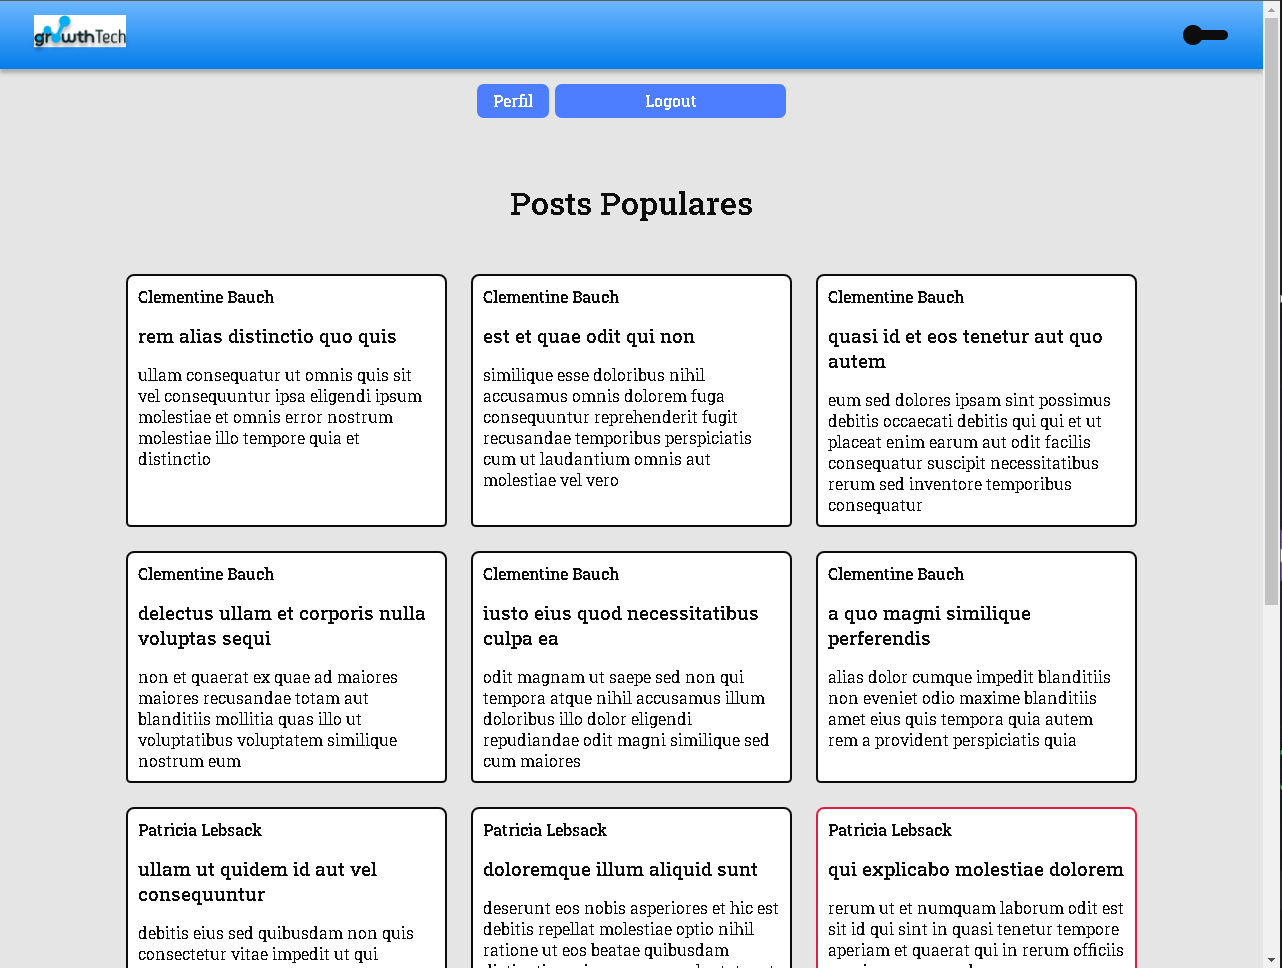 growthTech
Perfil
Logout
Posts Populares
Clementine Bauch
rem alias distinctio quo quis
ullam consequatur ut omnis quis sit
vel consequuntur ipsa eligendi ipsum
molestiae et omnis error nostrum
molestiae illo tempore quia et
distinctio
Clementine Bauch
est et quae odit qui non
similique esse doloribus nihil
accusamus omnis dolorem fuga
consequuntur reprehenderit fugit
recusandae temporibus perspiciatis
cum ut laudantium omnis aut
molestiae vel vero
Clementine Bauch
quasi id et eos tenetur aut quo
autem
eum sed dolores ipsam sint possimus
debitis occaecati debitis qui qui et ut
placeat enim earum aut odit facilis
consequatur suscipit necessitatibus
rerum sed inventore temporibus
consequatur
Clementine Bauch
delectus ullam et corporis nulla
voluptas sequi
non et quaerat ex quae ad maiores
maiores recusandae totam aut
blanditiis mollitia quas illo ut
voluptatibus voluptatem similique
nostrum eum
Clementine Bauch
iusto eius quod necessitatibus
culpa ea
odit magnam ut saepe sed non qui
tempora atque nihil accusamus illum
doloribus illo dolor eligendi
repudiandae odit magni similique sed
cum maiores
Clementine Bauch
a quo magni similique
perferendis
alias dolor cumque impedit blanditiis
non eveniet odio maxime blanditiis
amet eius quis tempora quia autem
rem a provident perspiciatis quia
Patricia Lebsack
ullam ut quidem id aut vel
consequuntur
debitis eius sed quibusdam non quis
consectetur vitae impedit ut qui
Patricia Lebsack
doloremque illum aliquid sunt
deserunt eos nobis asperiores et hic est
debitis repellat molestiae optio nihil
ratione ut eos beatae quibusdam
Patricia Lebsack
qui explicabo molestiae dolorem
rerum ut et numquam laborum odit est
sit id qui sint in quasi tenetur tempore
aperiam et quaerat qui in rerum officiis